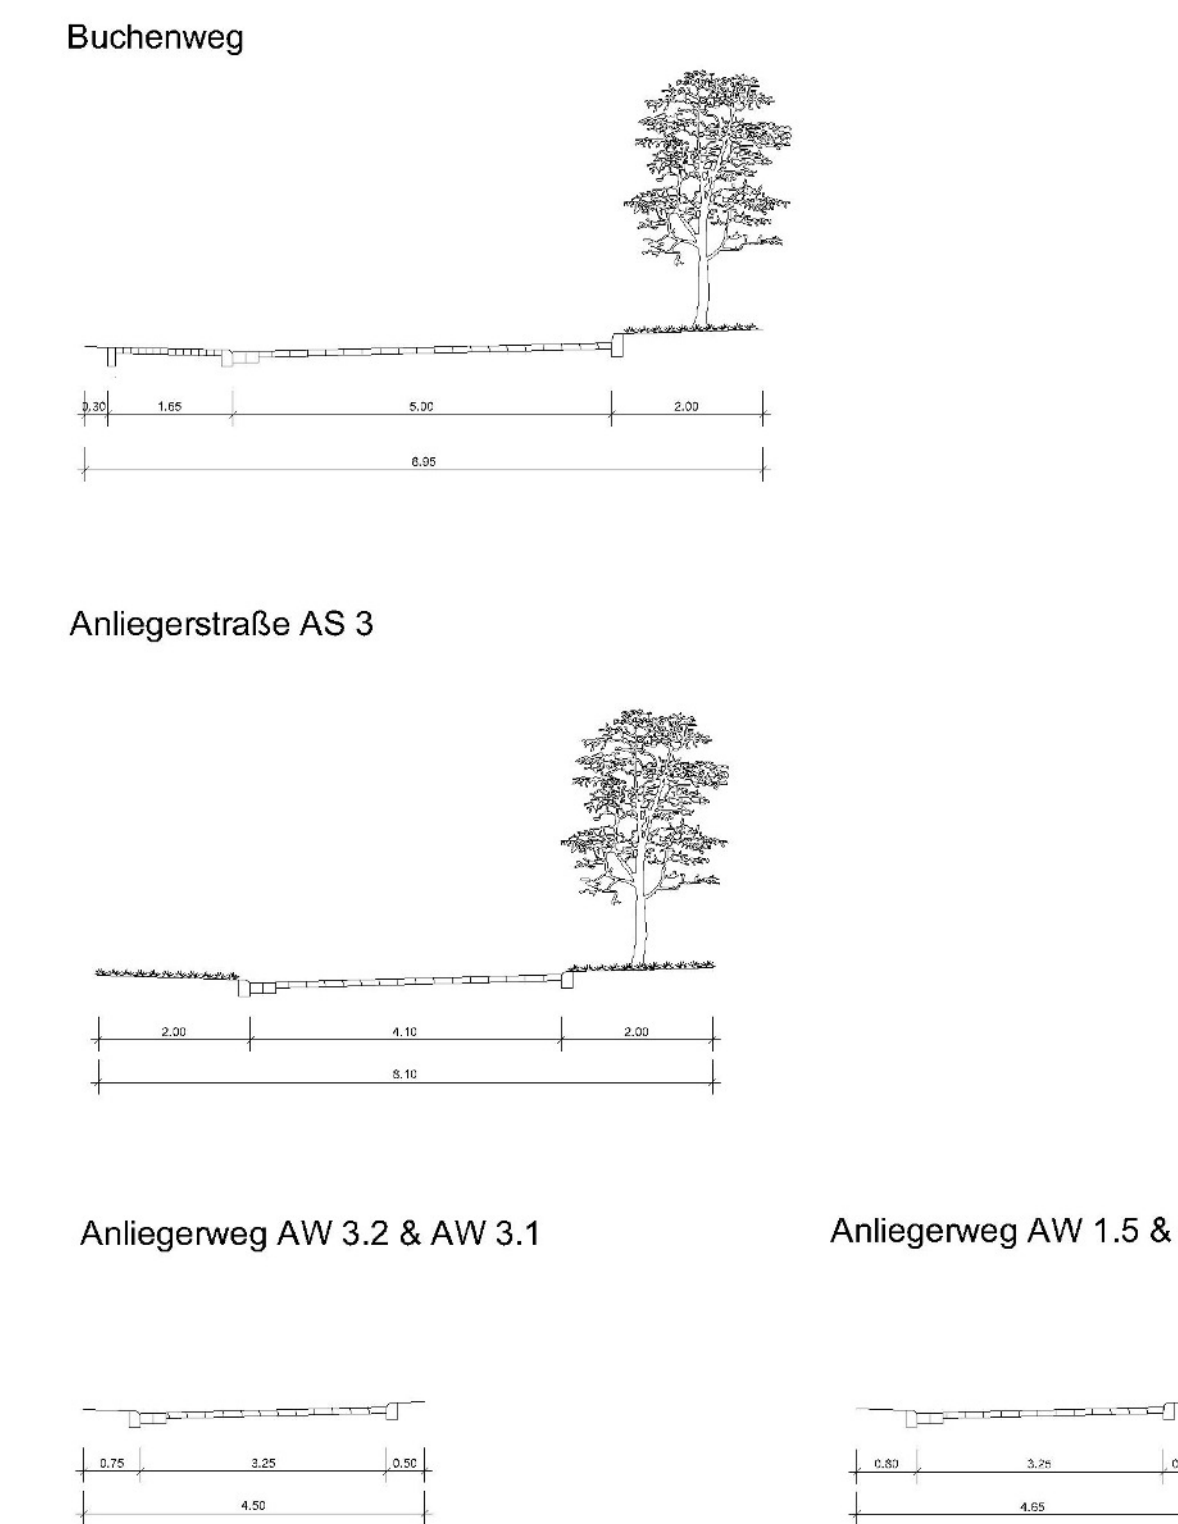 Buchenweg
0,30 1.65 5.00 2.00
8.95
Anliegerstraße AS 3
2.00 4.10 2.00
8.10
Anliegerweg AW 3.2 & AW 3.1
0.75 3.25 0.50
4.50
Anliegerweg AW 1.5 &
0.80 3.25
4.65